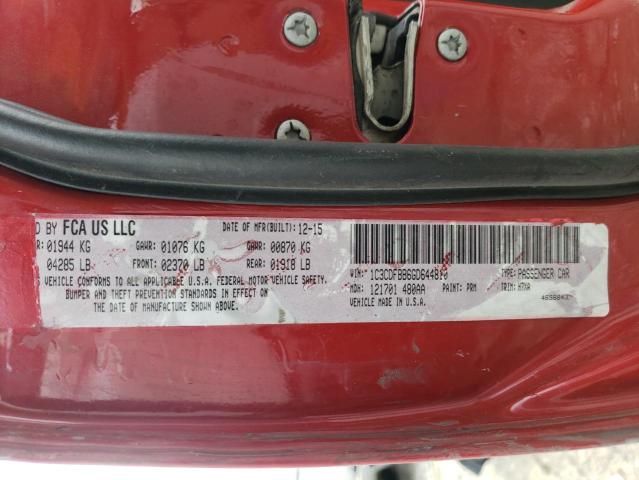 D BY FCA US LLC DATE OF MFR(BUILT): 12-15
R: 01944 KG GAWR: 01076 KG GAWR: 00870 KG
04285 LB FRONT: 02370 LB REAR: 01918 LB
S VEHICLE CONFORMS TO ALL APPLICABLE U.S.A. FEDERAL MOTOR VEHICLE SAFETY,
BUMPER AND THEFT PREVENTION STANDARDS IN EFFECT ON
THE DATE OF MANUFACTURE SHOWN ABOVE.
VIN: TYPE: PASSENGER CAR
MDH: 121701 480AA PAINT: PRM TRIM:
VEHICLE MADE IN U.S.A.